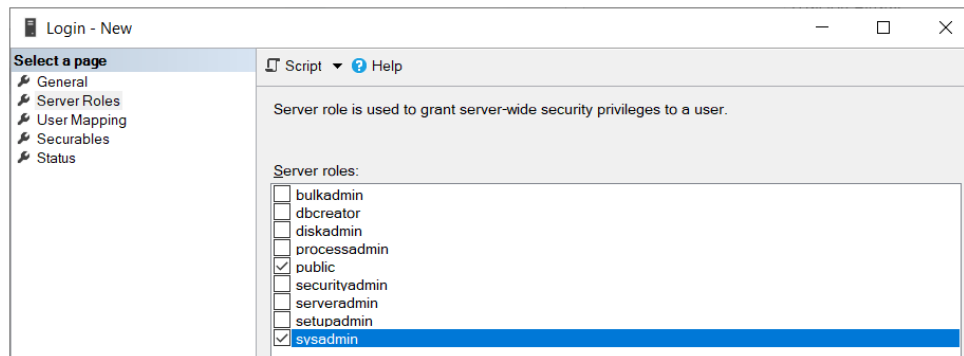 Login - New
Select a page
General
Server Roles
User Mapping
Securables
Status
Script Help
Server role is used to grant server-wide security privileges to a user.
Server roles:
bulkadmin
dbcreator
diskadmin
processadmin
public
securityadmin
serveradmin
setupadmin
sysadmin